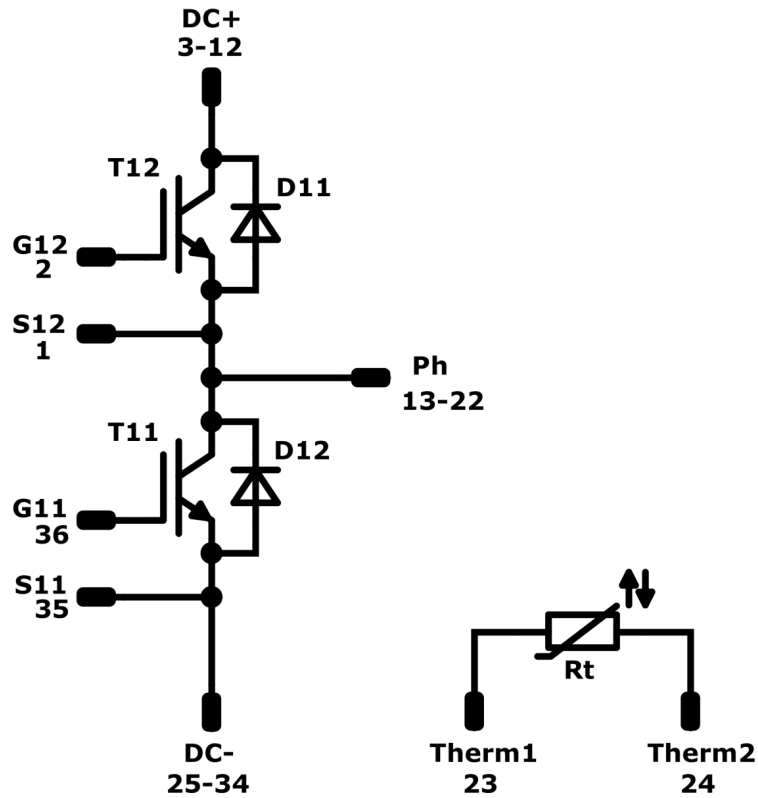 DC+
3-12
T12
D11
G12
2
S12
1
Ph
13-22
T11
D12
G11
36
S11
35
Rt
DC-
25-34
Therm1
23
Therm2
24